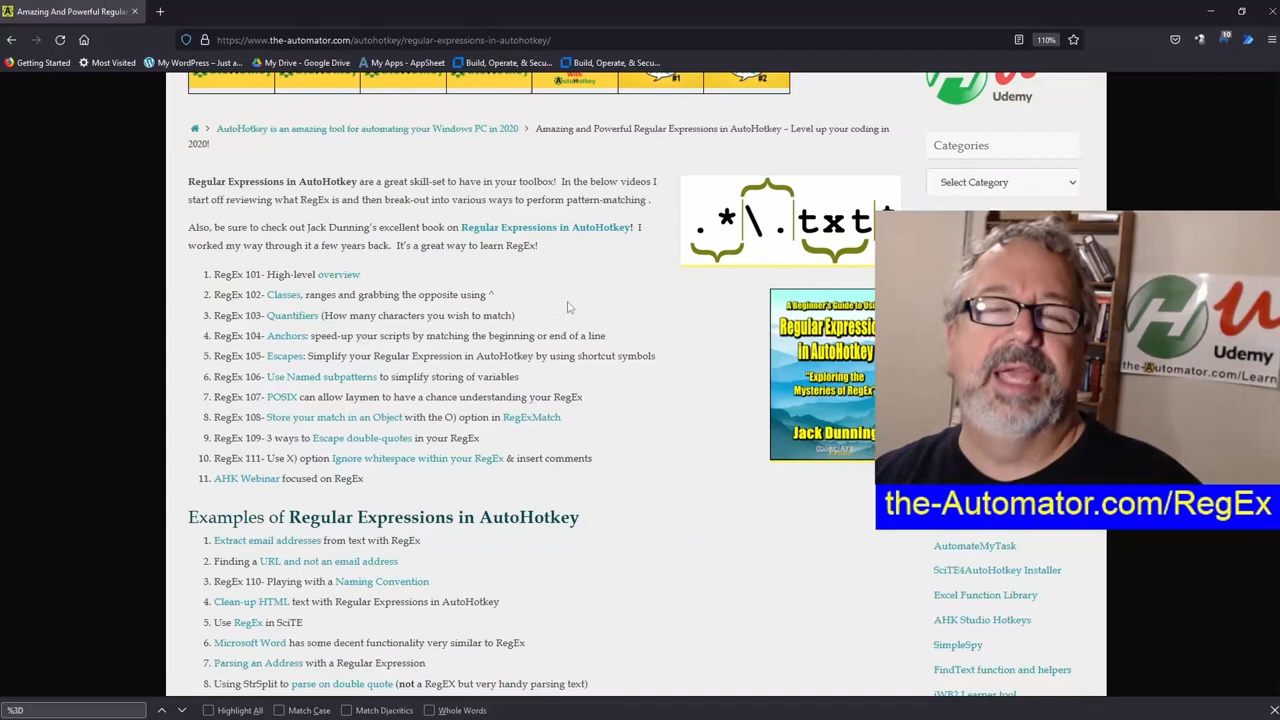 Amazing And Powerful Regular
https://www.the-automator.com/autohotkey/regular-expressions-in-autohotkey/
110%
10
Getting Started
Most Visited
My WordPress – Just a...
My Drive - Google Drive
My Apps - AppSheet
Build, Operate, & Secu...
Build, Operate, & Secu...
With
AutoHotkey
#1
#2
Udemy
AutoHotkey is an amazing tool for automating your Windows PC in 2020 > Amazing and Powerful Regular Expressions in AutoHotkey – Level up your coding in
2020!
Categories
Select Category
Regular Expressions in AutoHotkey are a great skill-set to have in your toolbox! In the below videos I
start off reviewing what RegEx is and then break-out into various ways to perform pattern-matching .
Also, be sure to check out Jack Dunning's excellent book on Regular Expressions in AutoHotkey! I
worked my way through it a few years back. It's a great way to learn RegEx!
.*\.txt
1. RegEx 101- High-level overview
2. RegEx 102- Classes, ranges and grabbing the opposite using ^
3. RegEx 103- Quantifiers (How many characters you wish to match)
4. RegEx 104- Anchors: speed-up your scripts by matching the beginning or end of a line
5. RegEx 105- Escapes: Simplify your Regular Expression in AutoHotkey by using shortcut symbols
6. RegEx 106- Use Named subpatterns to simplify storing of variables
7. RegEx 107- POSIX can allow laymen to have a chance understanding your RegEx
8. RegEx 108- Store your match in an Object with the O) option in RegExMatch
9. RegEx 109- 3 ways to Escape double-quotes in your RegEx
10. RegEx 111- Use X) option Ignore whitespace within your RegEx & insert comments
11. AHK Webinar focused on RegEx
A Beginner's Guide to Using
Regular Expressions
in AutoHotkey
"Exploring the
Mysteries of RegEx"
Jack Dunning
Udemy
the-Automator.com/Learn
the-Automator.com/RegEx
Examples of Regular Expressions in AutoHotkey
1. Extract email addresses from text with RegEx
2. Finding a URL and not an email address
3. RegEx 110- Playing with a Naming Convention
4. Clean-up HTML text with Regular Expressions in AutoHotkey
5. Use RegEx in SciTE
6. Microsoft Word has some decent functionality very similar to RegEx
7. Parsing an Address with a Regular Expression
8. Using StrSplit to parse on double quote (not a RegEX but very handy parsing text)
AutomateMyTask
SciTE4AutoHotkey Installer
Excel Function Library
AHK Studio Hotkeys
SimpleSpy
FindText function and helpers
iWB2 Learner tool
%3D
Highlight All
Match Case
Match Diacritics
Whole Words